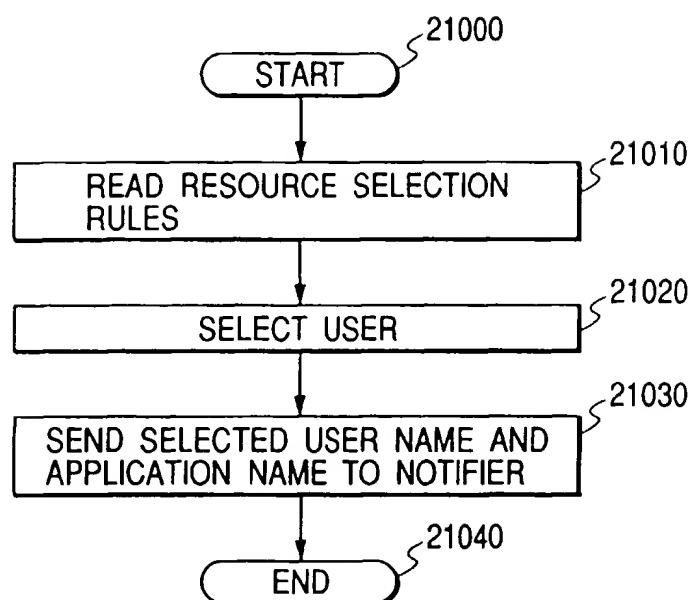 21000
START
21010
READ RESOURCE SELECTION
RULES
21020
SELECT USER
21030
SEND SELECTED USER NAME AND
APPLICATION NAME TO NOTIFIER
21040
END